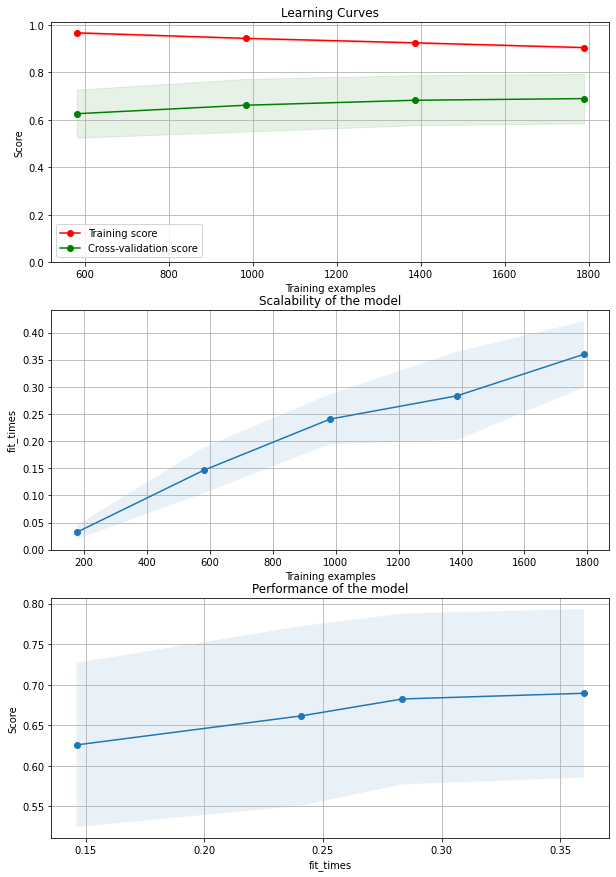 Learning Curves
1.0
0.8
0.6
0.4
0.2
0.0
Score
Training score
Cross-validation score
600 800 1000 1200 1400 1600 1800
Training examples
Scalability of the model
0.40
0.35
0.30
0.25
0.20
0.15
0.10
0.05
0.00
fit_times
200 400 600 800 1000 1200 1400 1600 1800
Training examples
Performance of the model
0.80
0.75
0.70
0.65
0.60
0.55
Score
0.15 0.20 0.25 0.30 0.35
fit_times